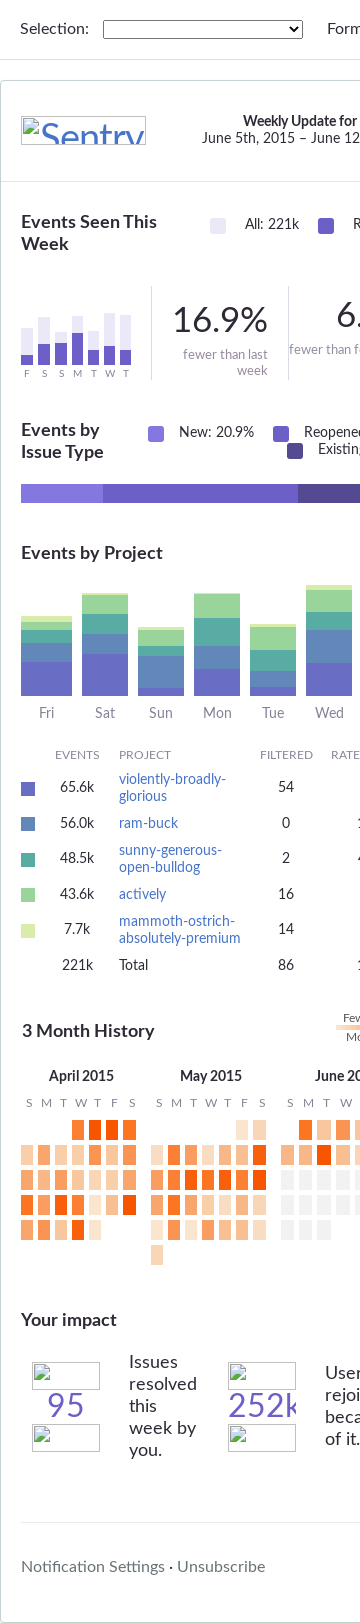 Selection: Form
Sentry
Weekly Update for
June 5th, 2015 – June 12
Events Seen This
Week
All: 221k R
F S S M T W T
16.9%
fewer than last
week
6.
fewer than f
Events by
Issue Type
New: 20.9% Reopene
Existing
Events by Project
Fri Sat Sun Mon Tue Wed
EVENTS PROJECT FILTERED RATE
65.6k violently-broadly-
glorious 54
56.0k ram-buck 0
48.5k sunny-generous-
open-bulldog 2
43.6k actively 16
7.7k mammoth-ostrich-
absolutely-premium 14
221k Total 86
3 Month History
Few
Mo
April 2015 May 2015 June 20
S M T W T F S S M T W T F S S M T W
Your impact
95
Issues
resolved
this
week by
you.
252k
User
rejoi
beca
of it.
Notification Settings · Unsubscribe